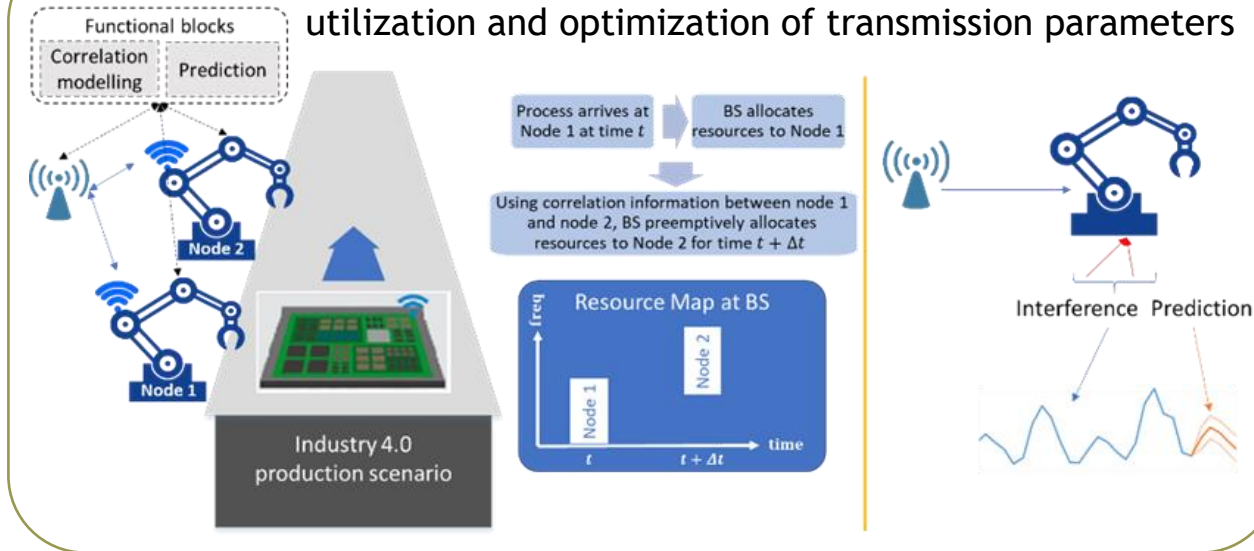 utilization and optimization of transmission parameters
Functional blocks
Correlation
modelling
Prediction
Node 2
Node 1
Industry 4.0
production scenario
Process arrives at
Node 1 at time t
BS allocates
resources to Node 1
Using correlation information between node 1
and node 2, BS preemptively allocates
resources to Node 2 for time t + Δt
Resource Map at BS
freq
Node 1
Node 2
time
t
t + Δt
Interference Prediction